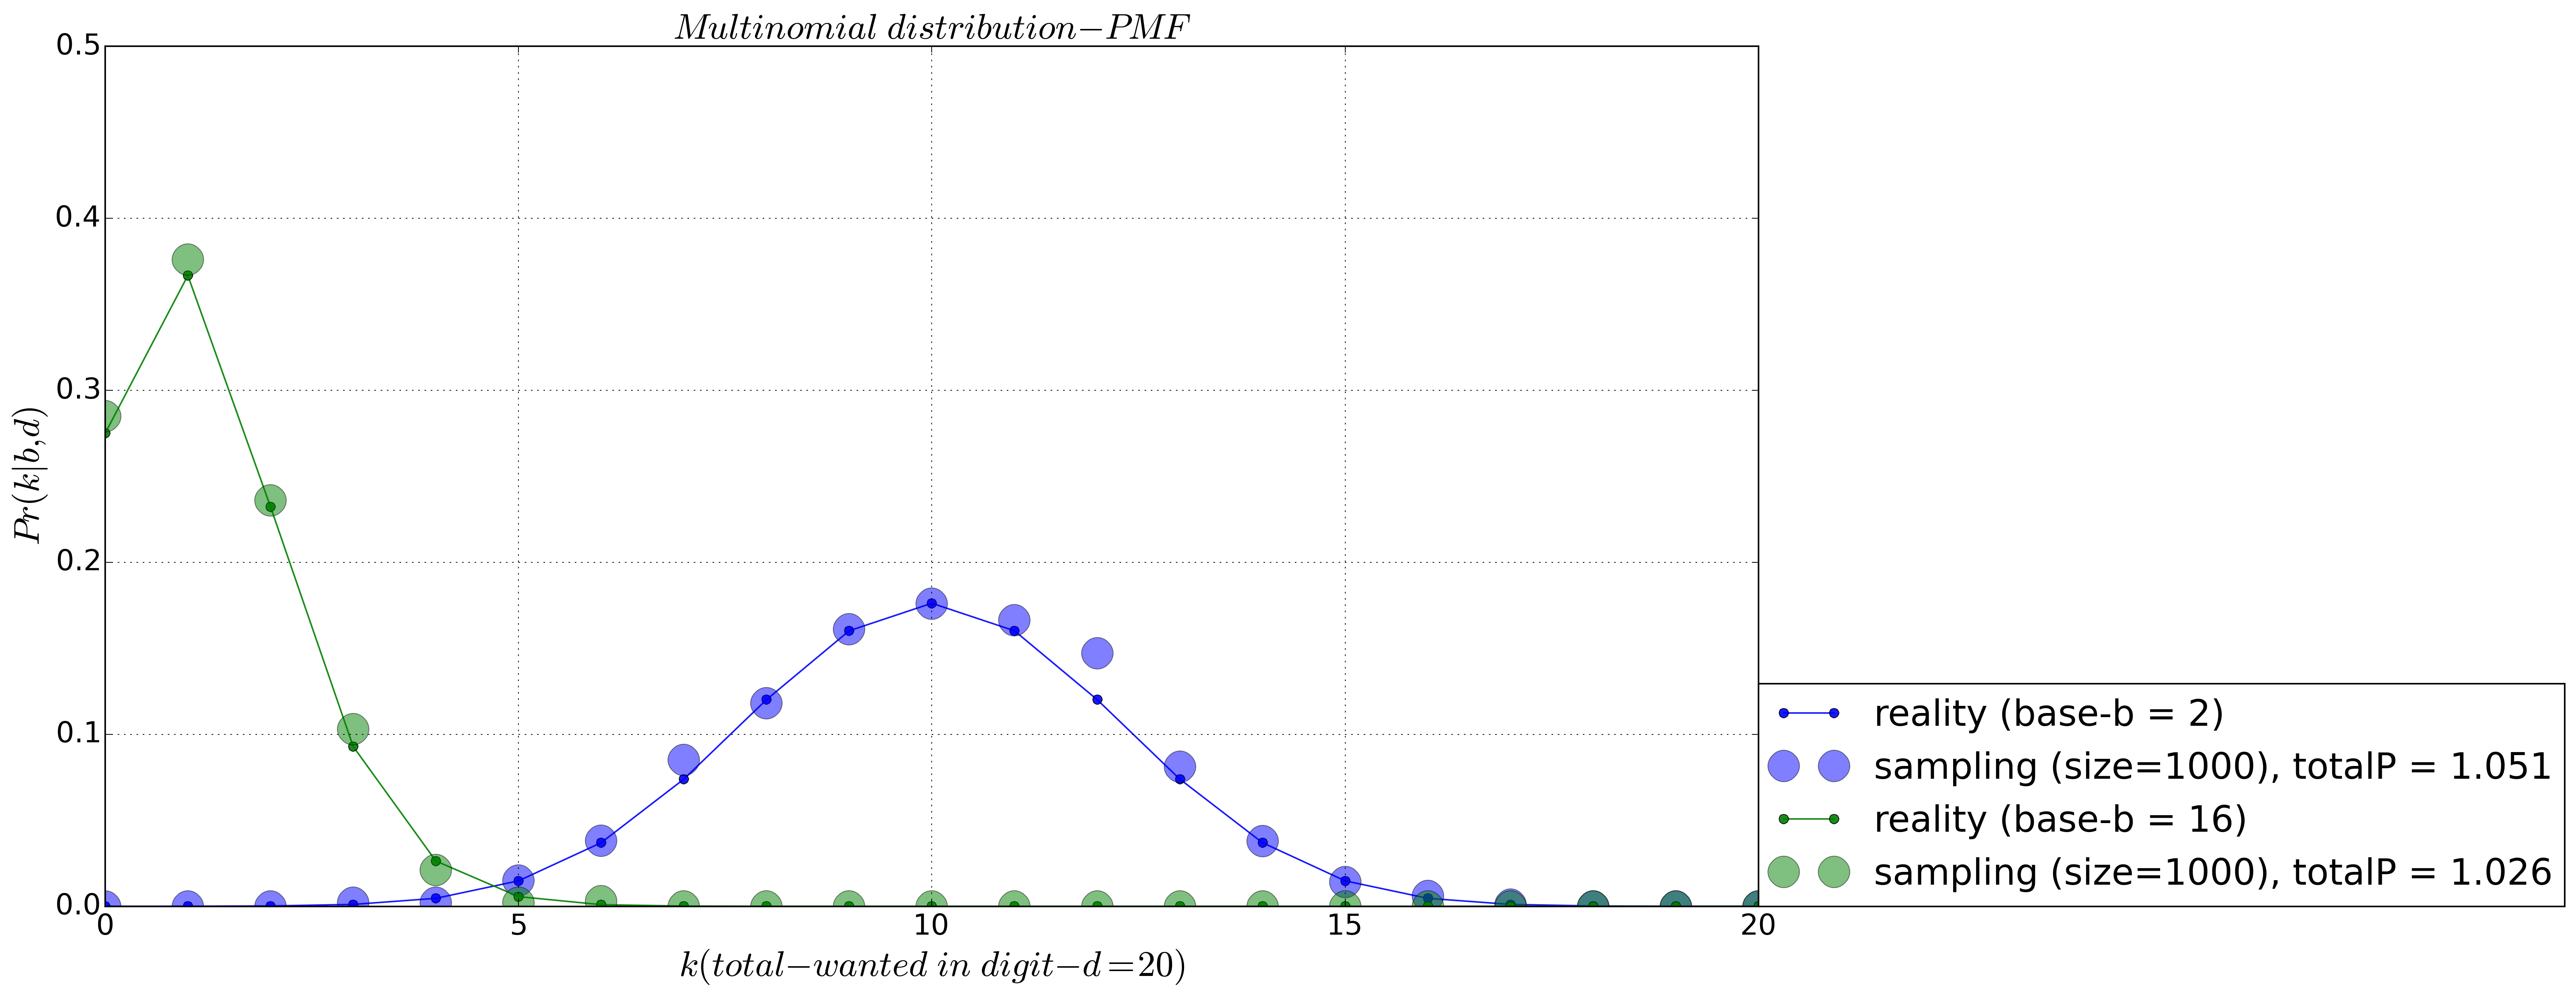 Multinomial distribution−PMF
0.5
0.4
0.3
0.2
0.1
0.0
Pr(k|b,d)
0 5 10 15 20
k(total−wanted in digit−d=20)
reality (base-b = 2)
sampling (size=1000), totalP = 1.051
reality (base-b = 16)
sampling (size=1000), totalP = 1.026